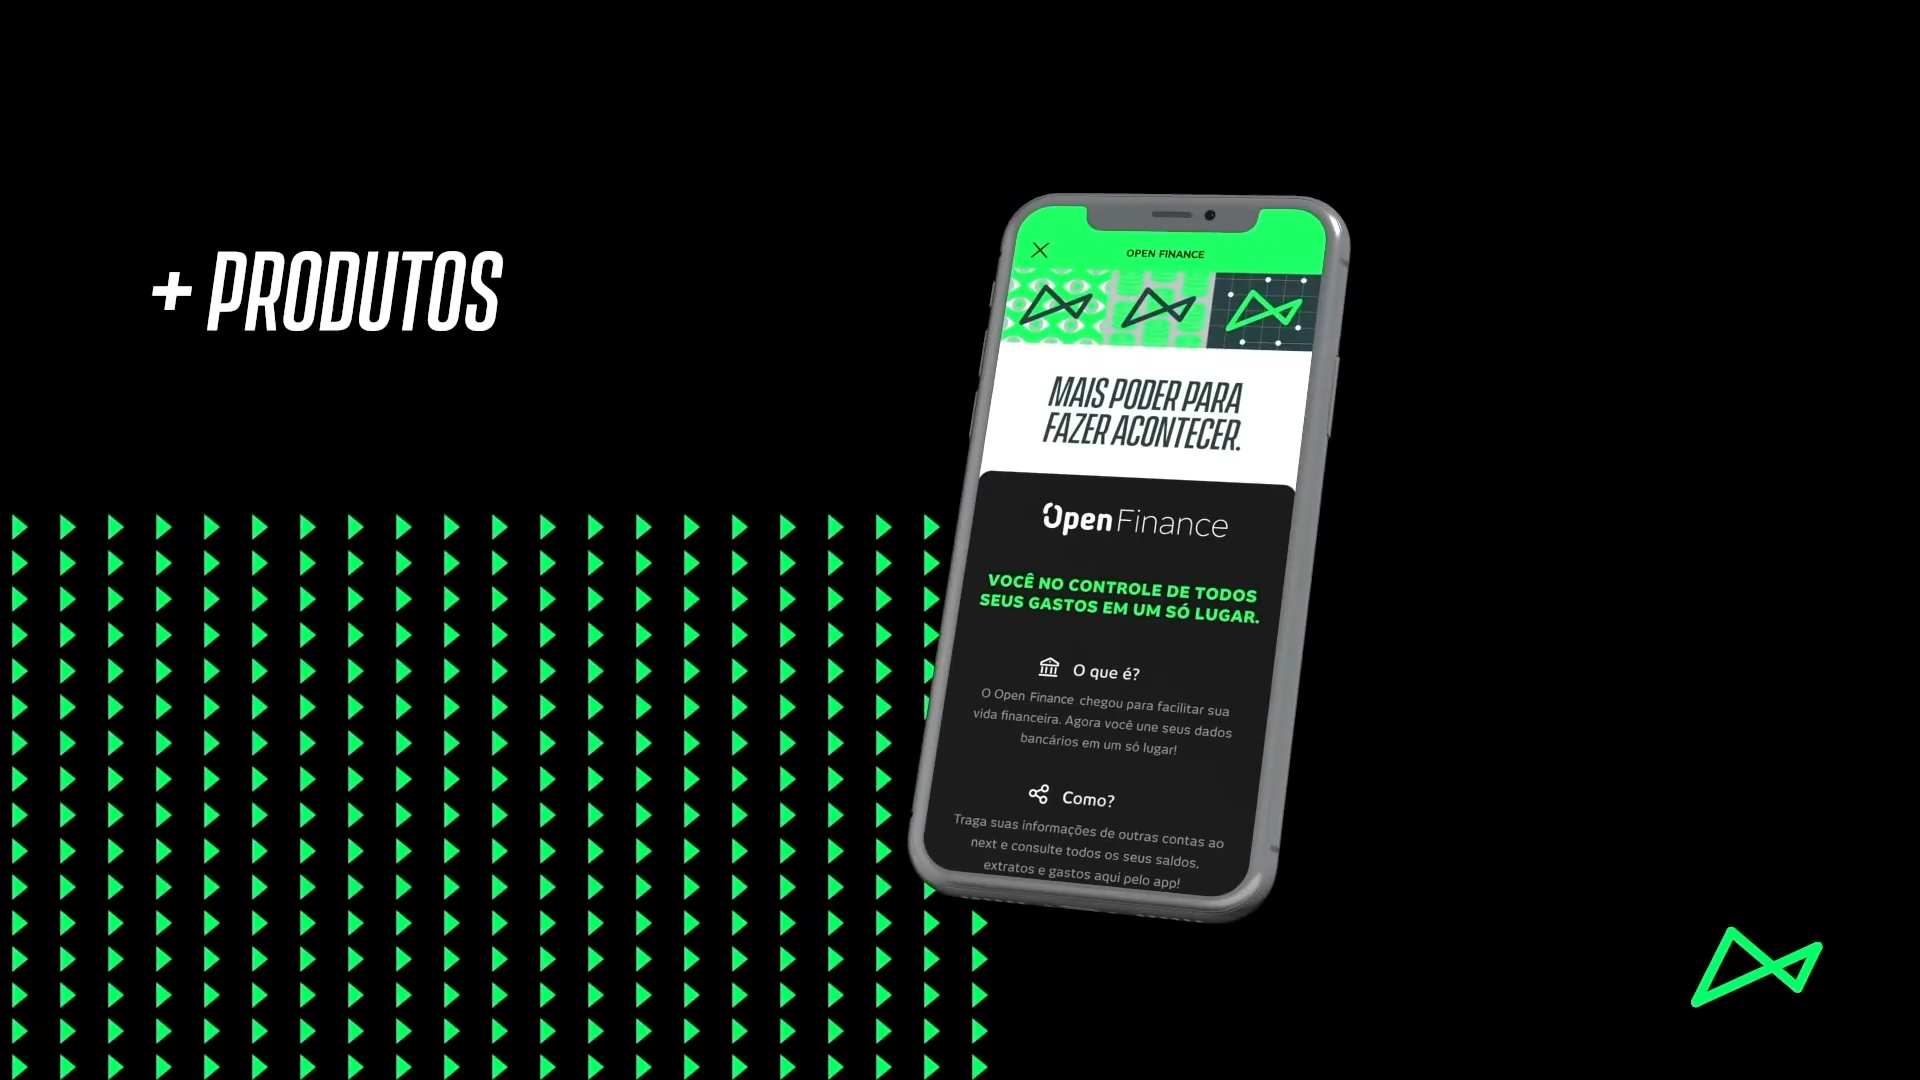 + PRODUTOS
OPEN FINANCE
MAIS PODER PARA
FAZER ACONTECER.
Open Finance
VOCÊ NO CONTROLE DE TODOS
SEUS GASTOS EM UM SÓ LUGAR.
O que é?
O Open Finance chegou para facilitar sua
vida financeira. Agora você une seus dados
bancários em um só lugar!
Como?
Traga suas informações de outras contas ao
next e consulte todos os seus saldos,
extratos e gastos aqui pelo app!